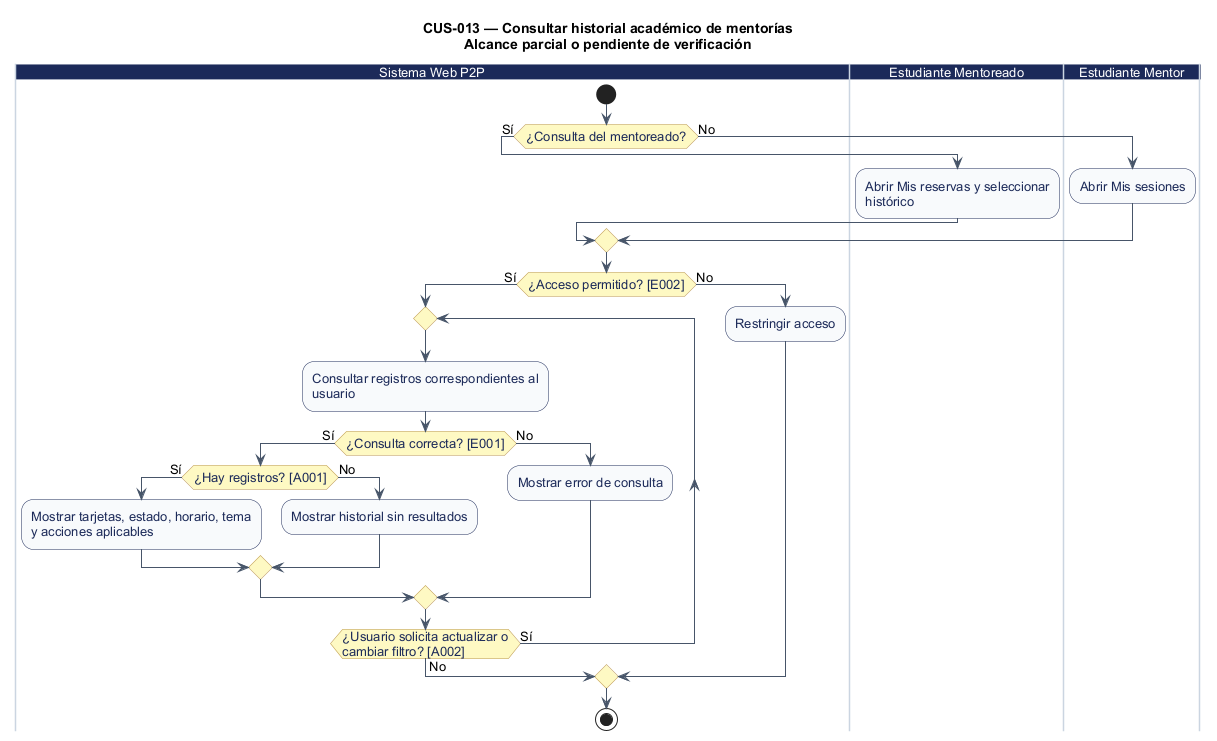 CUS-013 — Consultar historial académico de mentorías
Alcance parcial o pendiente de verificación
Sistema Web P2P
Estudiante Mentoreado
Estudiante Mentor
Sí
¿Consulta del mentoreado?
No
Abrir Mis reservas y seleccionar
histórico
Abrir Mis sesiones
Sí
¿Acceso permitido? [E002]
No
Restringir acceso
Consultar registros correspondientes al
usuario
Sí
¿Consulta correcta? [E001]
No
Sí
¿Hay registros? [A001]
No
Mostrar error de consulta
Mostrar tarjetas, estado, horario, tema
y acciones aplicables
Mostrar historial sin resultados
¿Usuario solicita actualizar o
cambiar filtro? [A002]
Sí
No